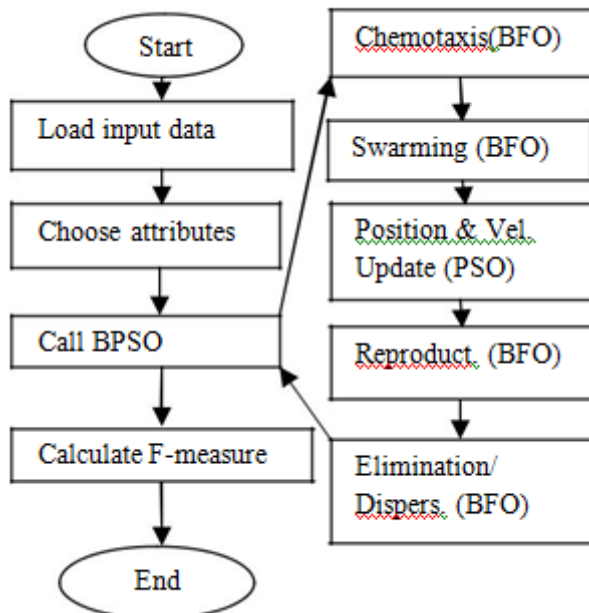 Start
Load input data
Choose attributes
Call BPSO
Calculate F-measure
End
Chemotaxis(BFO)
Swarming (BFO)
Position & Vel.
Update (PSO)
Reproduct. (BFO)
Elimination/
Dispers. (BFO)